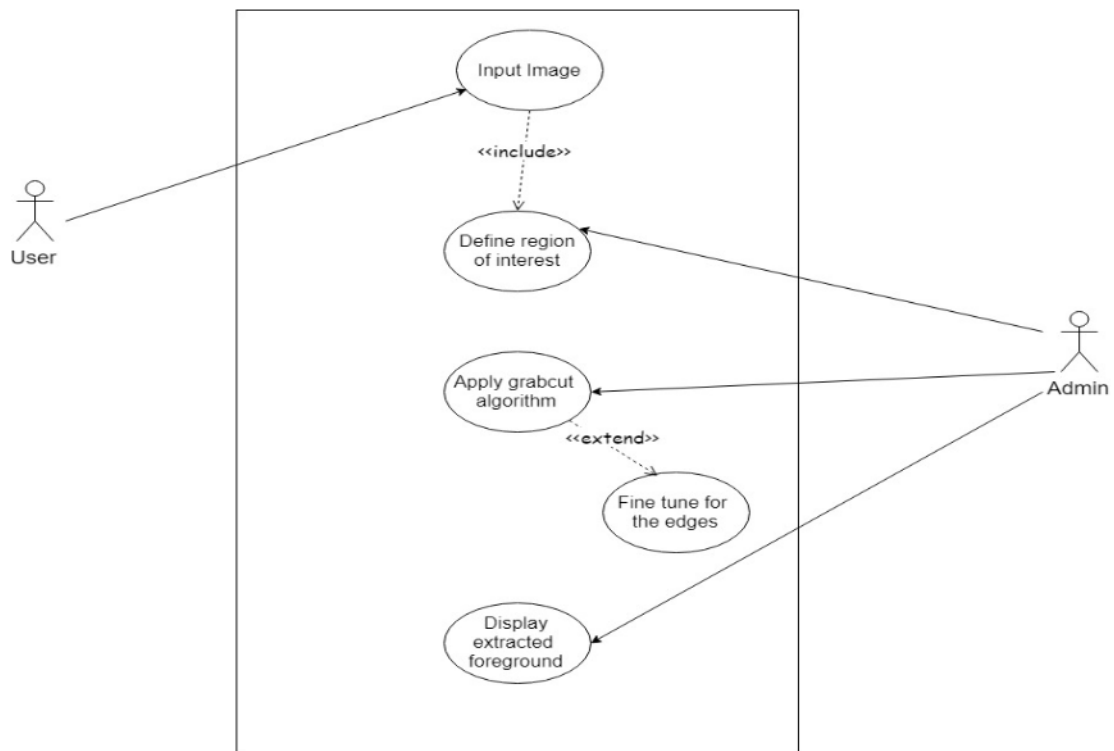 Input Image
<<include>>
User
Define region
of interest
Admin
Apply grabcut
algorithm
<<extend>>
Fine tune for
the edges
Display
extracted
foreground